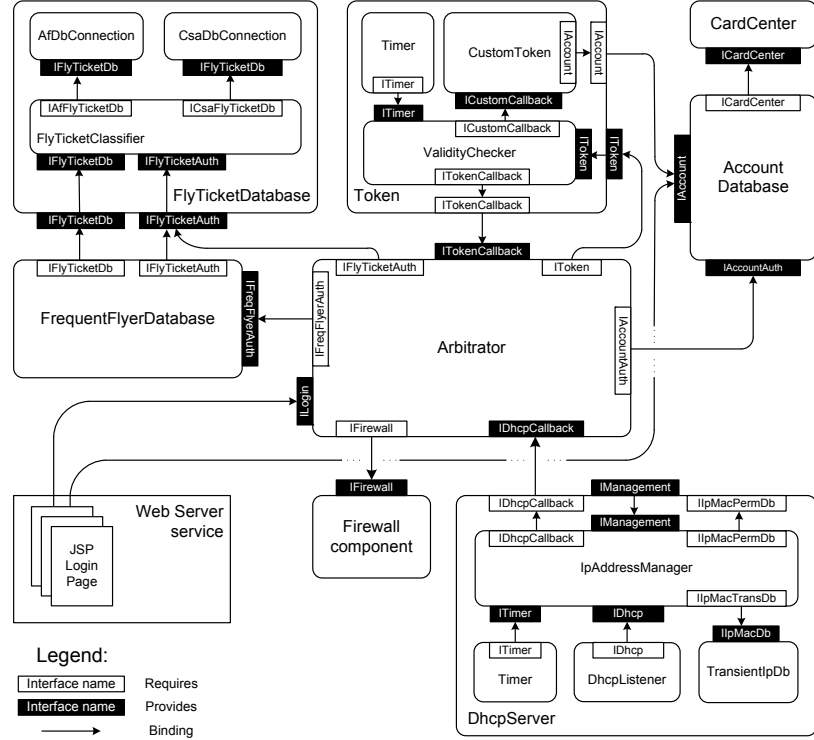 AfDbConnection
IFlyTicketDb
CsaDbConnection
IFlyTicketDb
IAfFlyTicketDb
ICsaFlyTicketDb
FlyTicketClassifier
IFlyTicketDb
IFlyTicketAuth
FlyTicketDatabase
IFlyTicketDb
IFlyTicketAuth
Timer
ITimer
ITimer
CustomToken
IAccount
IAccount
ICustomCallback
ICustomCallback
ValidityChecker
IToken
IToken
ITokenCallback
Token
ITokenCallback
CardCenter
ICardCenter
ICardCenter
IAccount
Account
Database
IAccountAuth
IFlyTicketDb
IFlyTicketAuth
FrequentFlyerDatabase
IFreqFlyerAuth
ITokenCallback
IFlyTicketAuth
IToken
IFreqFlyerAuth
Arbitrator
IAccountAuth
ILogin
IFirewall
IDhcpCallback
Web Server
service
JSP
Login
Page
IFirewall
Firewall
component
IDhcpCallback
IManagement
IIpMacPermDb
IDhcpCallback
IManagement
IIpMacPermDb
IpAddressManager
IIpMacTransDb
ITimer
IDhcp
IIpMacDb
ITimer
Timer
IDhcp
DhcpListener
TransientIpDb
DhcpServer
Legend:
Interface name
Requires
Interface name
Provides
Binding